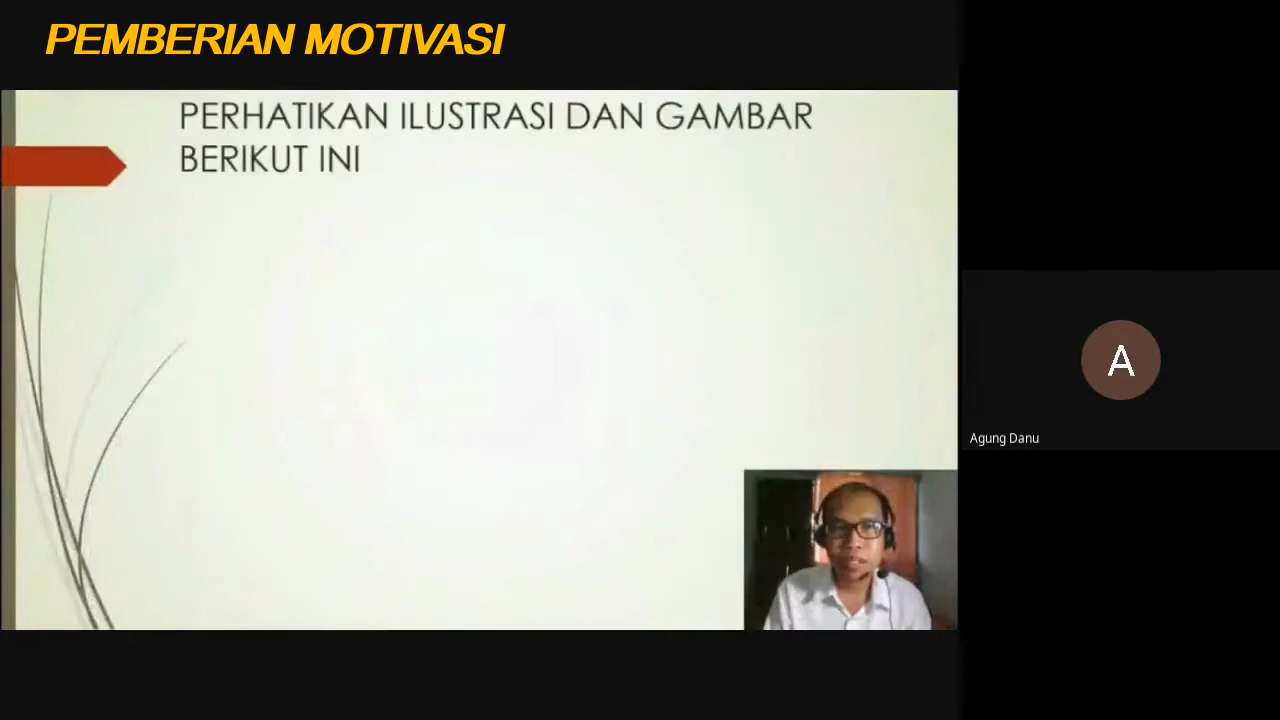 PEMBERIAN MOTIVASI
PERHATIKAN ILUSTRASI DAN GAMBAR
BERIKUT INI
A
Agung Danu